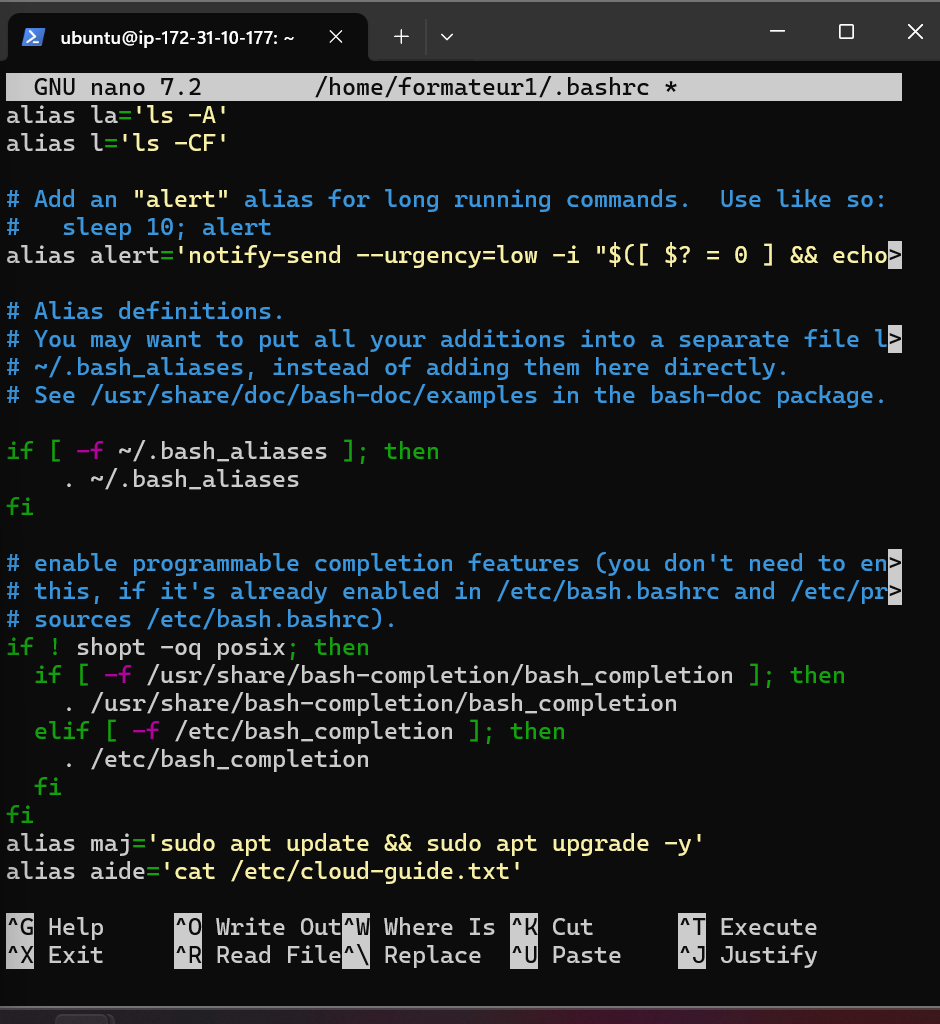 ubuntu@ip-172-31-10-177: ~
GNU nano 7.2 /home/formateur1/.bashrc *
alias la='ls -A'
alias l='ls -CF'
# Add an "alert" alias for long running commands.  Use like so:
#   sleep 10; alert
alias alert='notify-send --urgency=low -i "$([ $? = 0 ] && echo>
# Alias definitions.
# You may want to put all your additions into a separate file l>
# ~/.bash_aliases, instead of adding them here directly.
# See /usr/share/doc/bash-doc/examples in the bash-doc package.
if [ -f ~/.bash_aliases ]; then
    . ~/.bash_aliases
fi
# enable programmable completion features (you don't need to en>
# this, if it's already enabled in /etc/bash.bashrc and /etc/pr>
# sources /etc/bash.bashrc).
if ! shopt -oq posix; then
  if [ -f /usr/share/bash-completion/bash_completion ]; then
    . /usr/share/bash-completion/bash_completion
  elif [ -f /etc/bash_completion ]; then
    . /etc/bash_completion
  fi
fi
alias maj='sudo apt update && sudo apt upgrade -y'
alias aide='cat /etc/cloud-guide.txt'
^G Help ^O Write Out ^W Where Is ^K Cut ^T Execute
^X Exit ^R Read File ^\ Replace ^U Paste ^J Justify